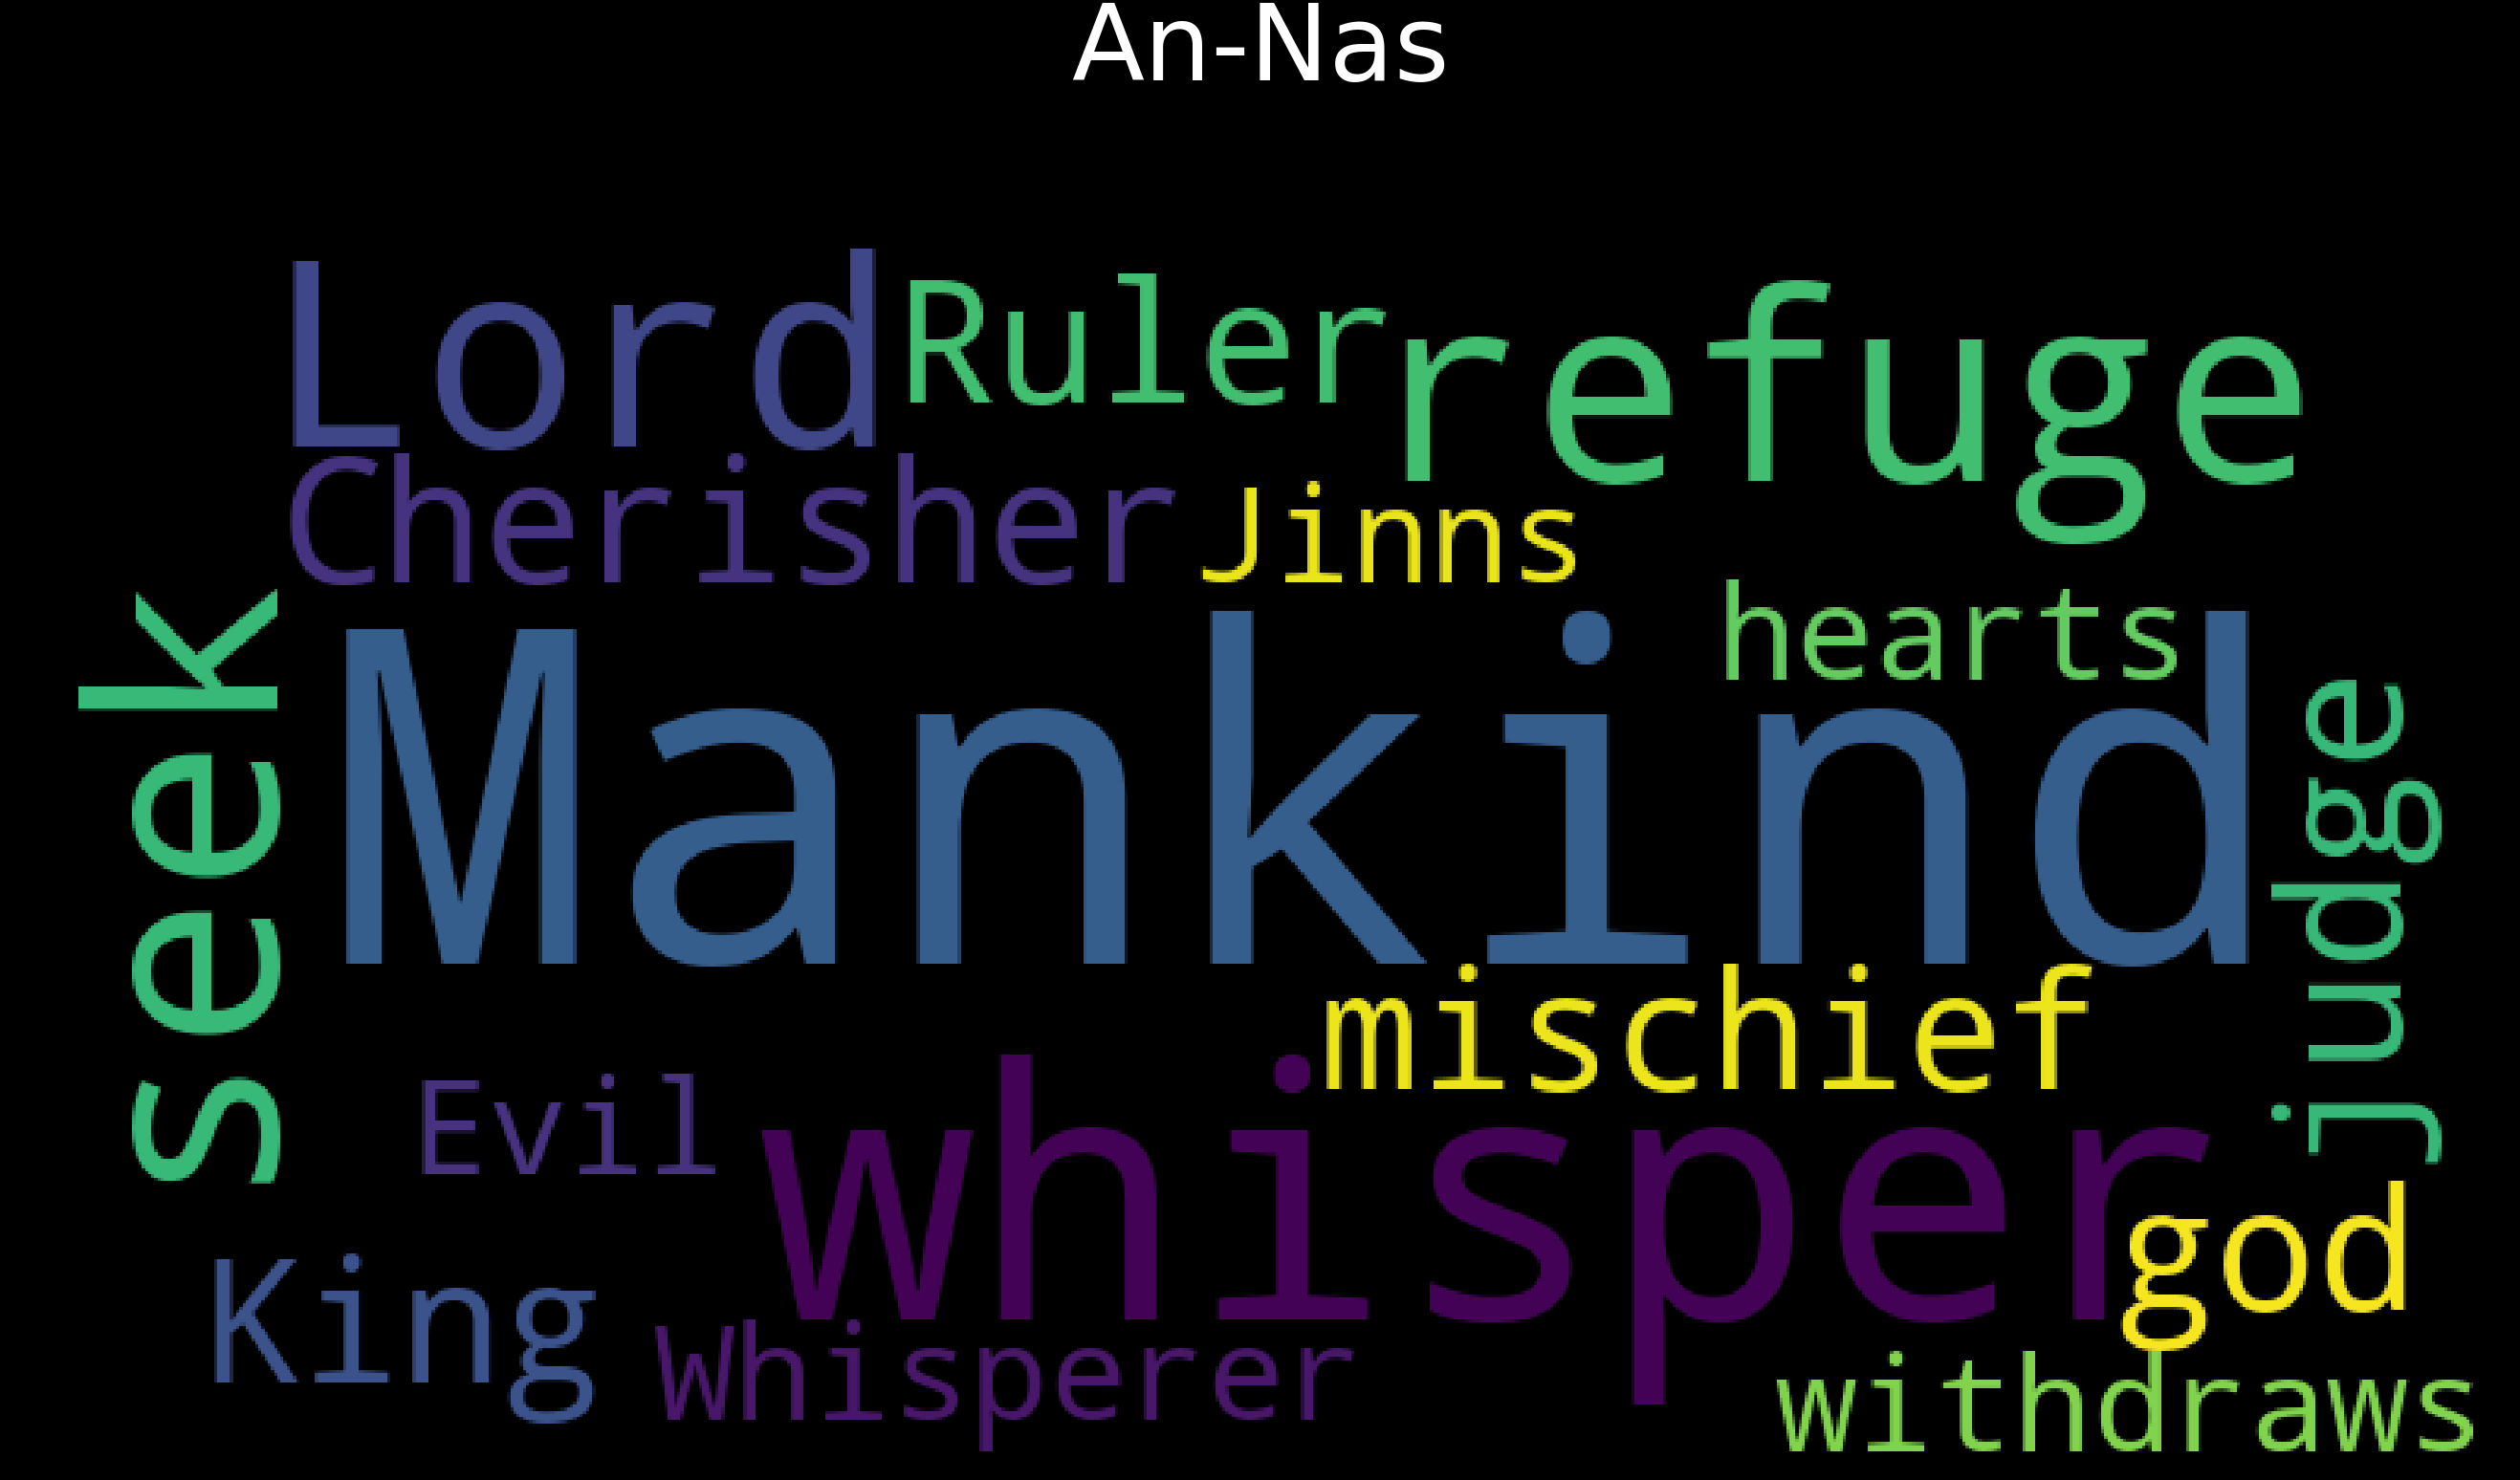 An-Nas
Lord Ruler refuge
Cherisher Jinns
hearts
seek Mankind judge
mischief
Evil whisper
god
King Whisperer
withdraws